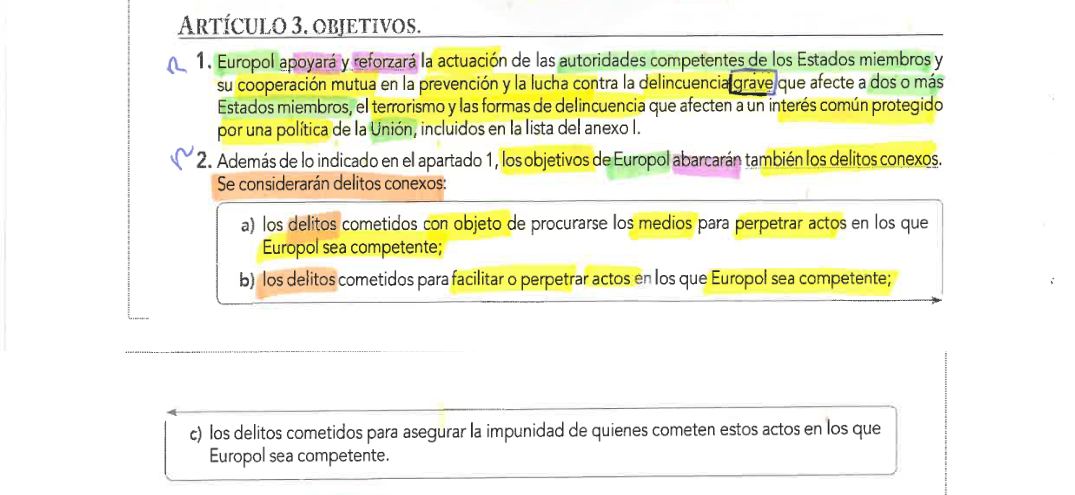 ARTÍCULO 3. OBJETIVOS.
1. Europol apoyará y reforzará la actuación de las autoridades competentes de los Estados miembros y
su cooperación mutua en la prevención y la lucha contra la delincuencia grave que afecte a dos o más
Estados miembros, el terrorismo y las formas de delincuencia que afecten a un interés común protegido
por una política de la Unión, incluidos en la lista del anexo I.
2. Además de lo indicado en el apartado 1, los objetivos de Europol abarcarán también los delitos conexos.
Se considerarán delitos conexos:
a) los delitos cometidos con objeto de procurarse los medios para perpetrar actos en los que
Europol sea competente;
b) los delitos cometidos para facilitar o perpetrar actos en los que Europol sea competente;
c) los delitos cometidos para asegurar la impunidad de quienes cometen estos actos en los que
Europol sea competente.